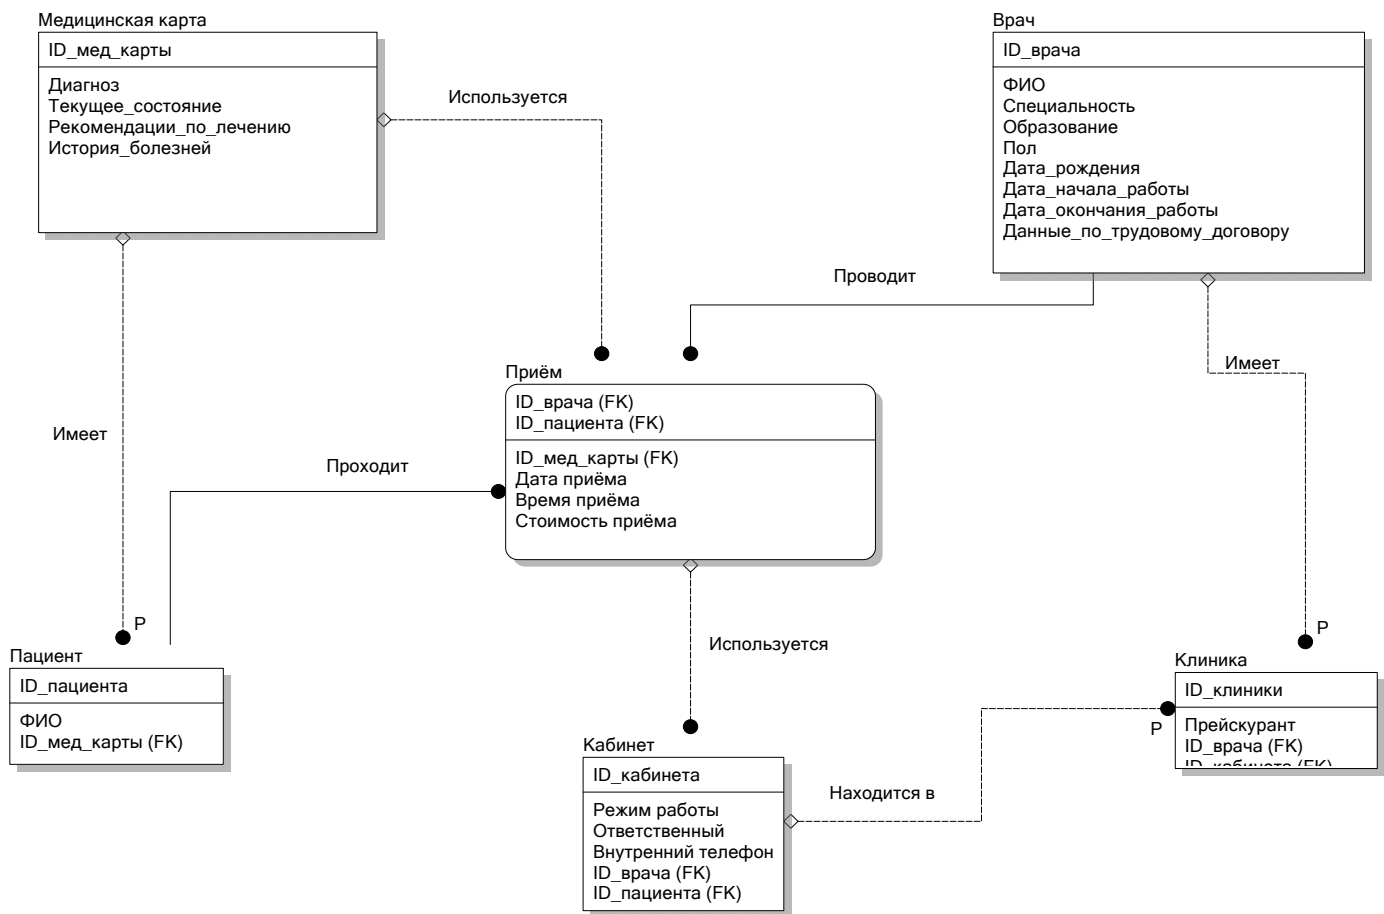 Медицинская карта
ID_мед_карты
Диагноз
Текущее_состояние
Рекомендации_по_лечению
История_болезней
Используется
Врач
ID_врача
ФИО
Специальность
Образование
Пол
Дата_рождения
Дата_начала_работы
Дата_окончания_работы
Данные_по_трудовому_договору
Проводит
Имеет
Приём
ID_врача (FK)
ID_пациента (FK)
ID_мед_карты (FK)
Дата приёма
Время приёма
Стоимость приёма
Имеет
Проходит
P
Пациент
ID_пациента
ФИО
ID_мед_карты (FK)
Используется
P
Клиника
ID_клиники
Прейскурант
ID_врача (FK)
ID_кабинета (FK)
P
Кабинет
ID_кабинета
Режим работы
Ответственный
Внутренний телефон
ID_врача (FK)
ID_пациента (FK)
Находится в